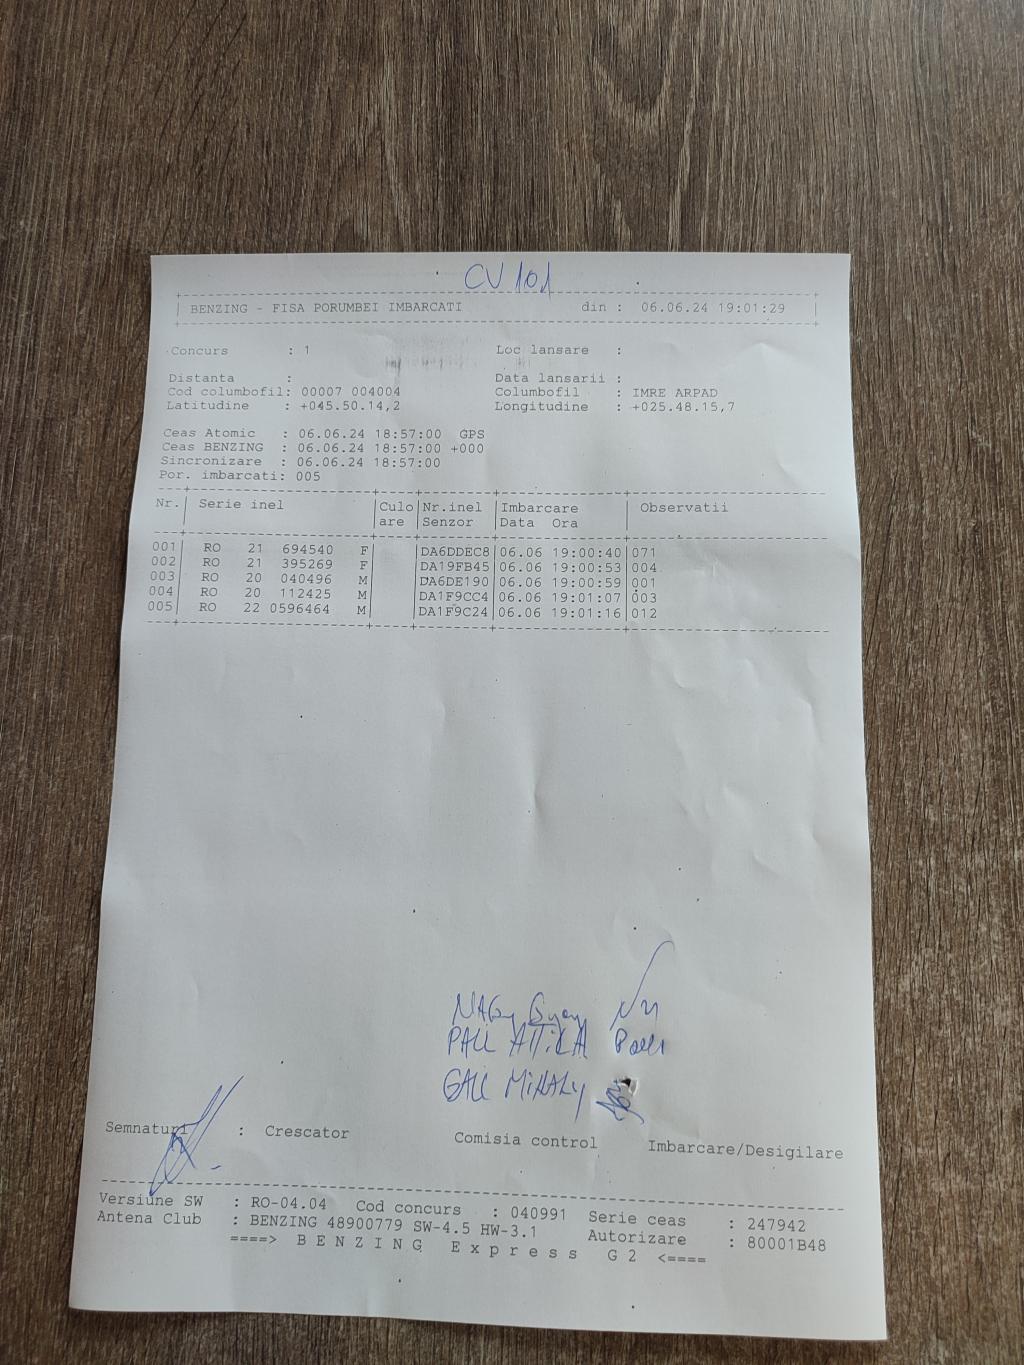 CV 101
BENZING - FISA PORUMBEI IMBARCATI din : 06.06.24 19:01:29
Concurs : 1 Loc lansare :
Distanta : Data lansarii :
Cod columbofil: 00007 004004 Columbofil : IMRE ARPAD
Latitudine : +045.50.14,2 Longitudine : +025.48.15,7
Ceas Atomic : 06.06.24 18:57:00 GPS
Ceas BENZING : 06.06.24 18:57:00 +000
Sincronizare : 06.06.24 18:57:00
Por. imbarcati: 005
Nr. Serie inel Culo Nr.inel Imbarcare Observatii
are Senzor Data Ora
001 RO 21 694540 F DA6DDEC8 06.06 19:00:40 071
002 RO 21 395269 F DA19FB45 06.06 19:00:53 004
003 RO 20 040496 M DA6DE190 06.06 19:00:59 001
004 RO 20 112425 M DA1F9CC4 06.06 19:01:07 003
005 RO 22 0596464 M DA1F9C24 06.06 19:01:16 012
NAGY
PALL ATTILA Pall
GALL MIHALY
Semnaturi : Crescator Comisia control Imbarcare/Desigilare
Versiune SW : RO-04.04 Cod concurs : 040991 Serie ceas : 247942
Antena Club : BENZING 48900779 SW-4.5 HW-3.1 Autorizare : 80001B48
====> B E N Z I N G E x p r e s s G 2 <====